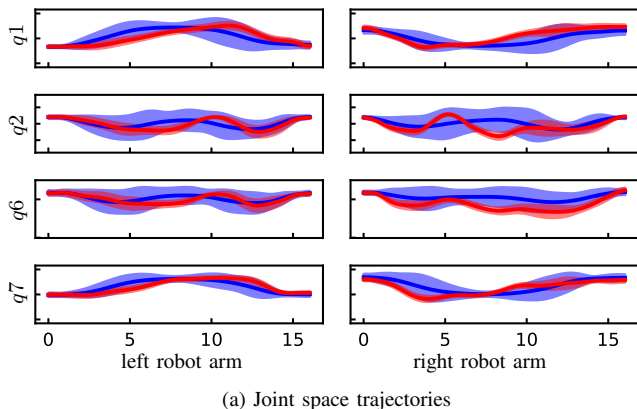 q1
q2
q6
q7
0 5 10 15 0 5 10 15
left robot arm right robot arm
(a) Joint space trajectories